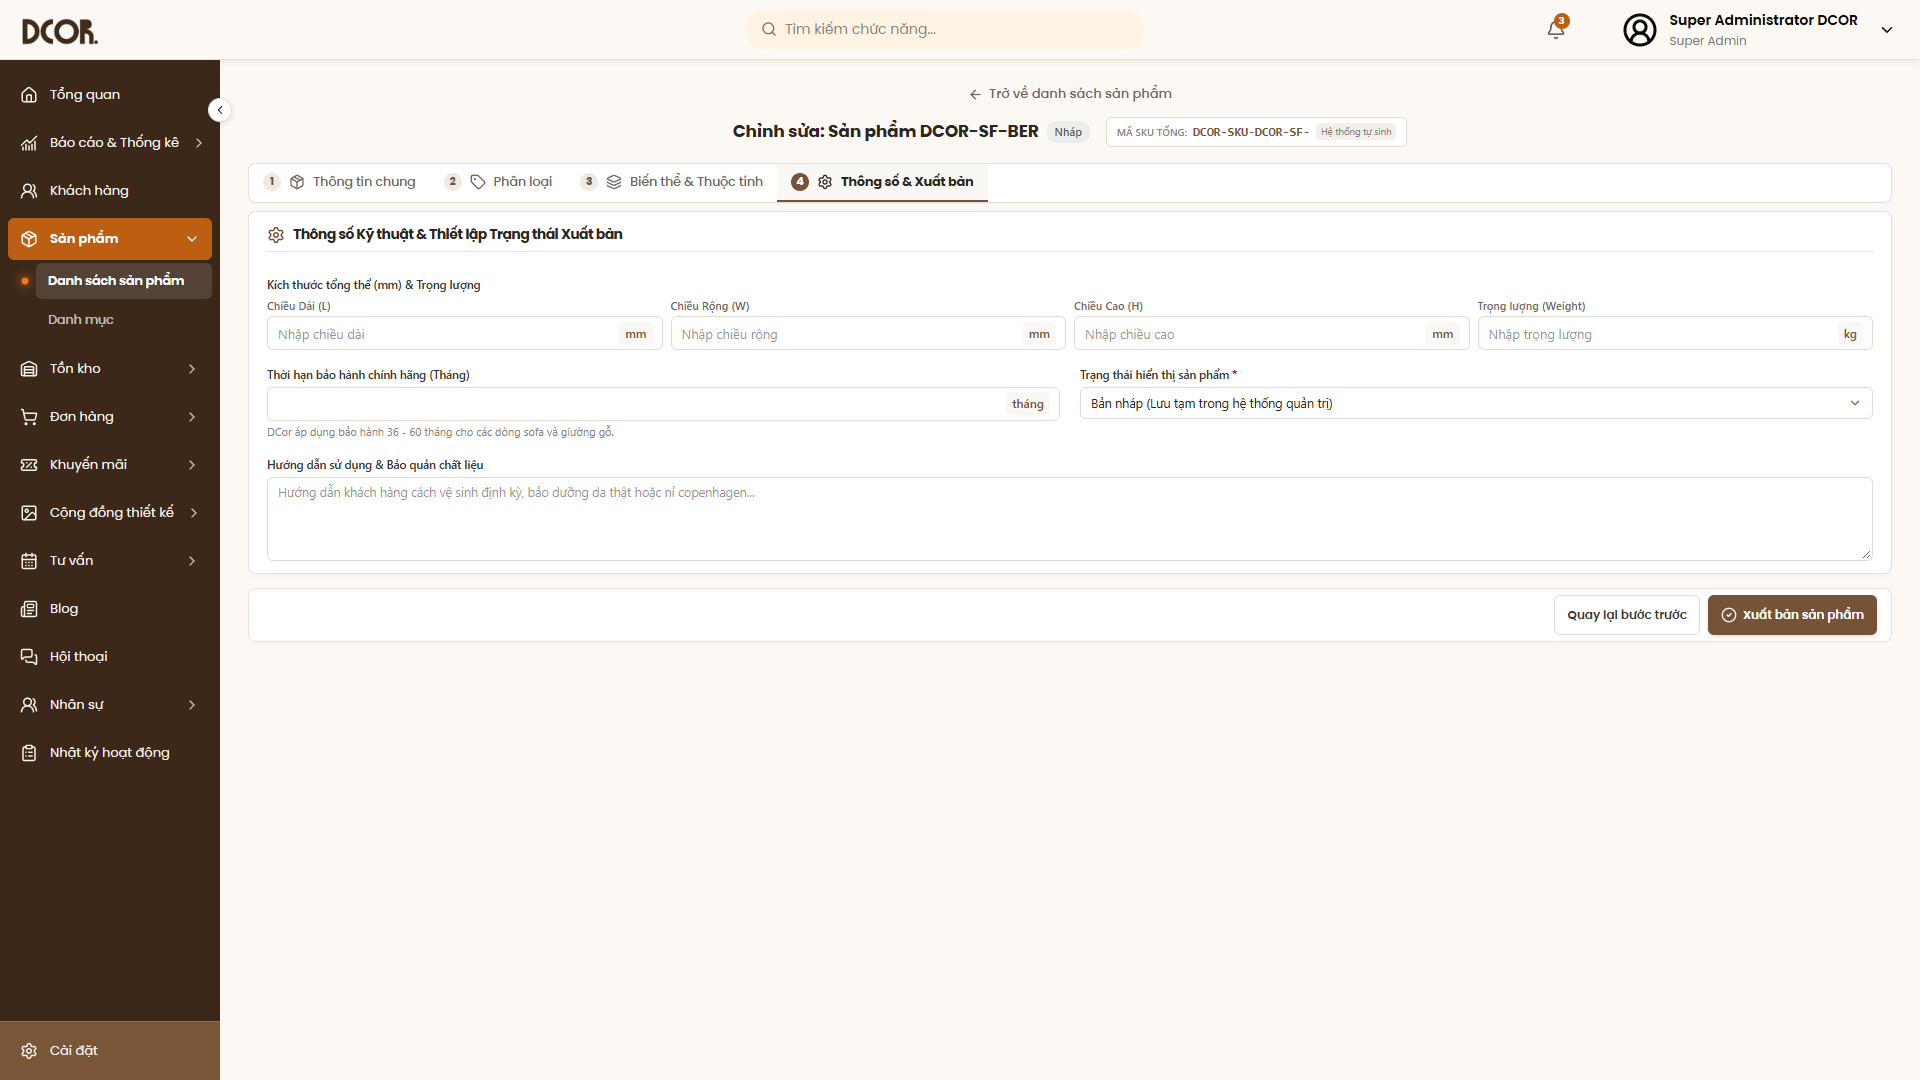 DCOR.
Tìm kiếm chức năng...
3
Super Administrator DCOR
Super Admin
Tổng quan
Báo cáo & Thống kê
Khách hàng
Sản phẩm
Danh sách sản phẩm
Danh mục
Tồn kho
Đơn hàng
Khuyến mãi
Cộng đồng thiết kế
Tư vấn
Blog
Hội thoại
Nhân sự
Nhật ký hoạt động
Cài đặt
Trở về danh sách sản phẩm
Chỉnh sửa: Sản phẩm DCOR-SF-BER
Nháp
MÃ SKU TỔNG: DCOR-SKU-DCOR-SF- Hệ thống tự sinh
1 Thông tin chung
2 Phân loại
3 Biến thể & Thuộc tính
4 Thông số & Xuất bản
Thông số Kỹ thuật & Thiết lập Trạng thái Xuất bản
Kích thước tổng thể (mm) & Trọng lượng
Chiều Dài (L)
Chiều Rộng (W)
Chiều Cao (H)
Trọng lượng (Weight)
Nhập chiều dài mm
Nhập chiều rộng mm
Nhập chiều cao mm
Nhập trọng lượng kg
Thời hạn bảo hành chính hãng (Tháng)
Trạng thái hiển thị sản phẩm *
tháng
Bản nháp (Lưu tạm trong hệ thống quản trị)
DCor áp dụng bảo hành 36 - 60 tháng cho các dòng sofa và giường gỗ.
Hướng dẫn sử dụng & Bảo quản chất liệu
Hướng dẫn khách hàng cách vệ sinh định kỳ, bảo dưỡng da thật hoặc nỉ copenhagen...
Quay lại bước trước
Xuất bản sản phẩm